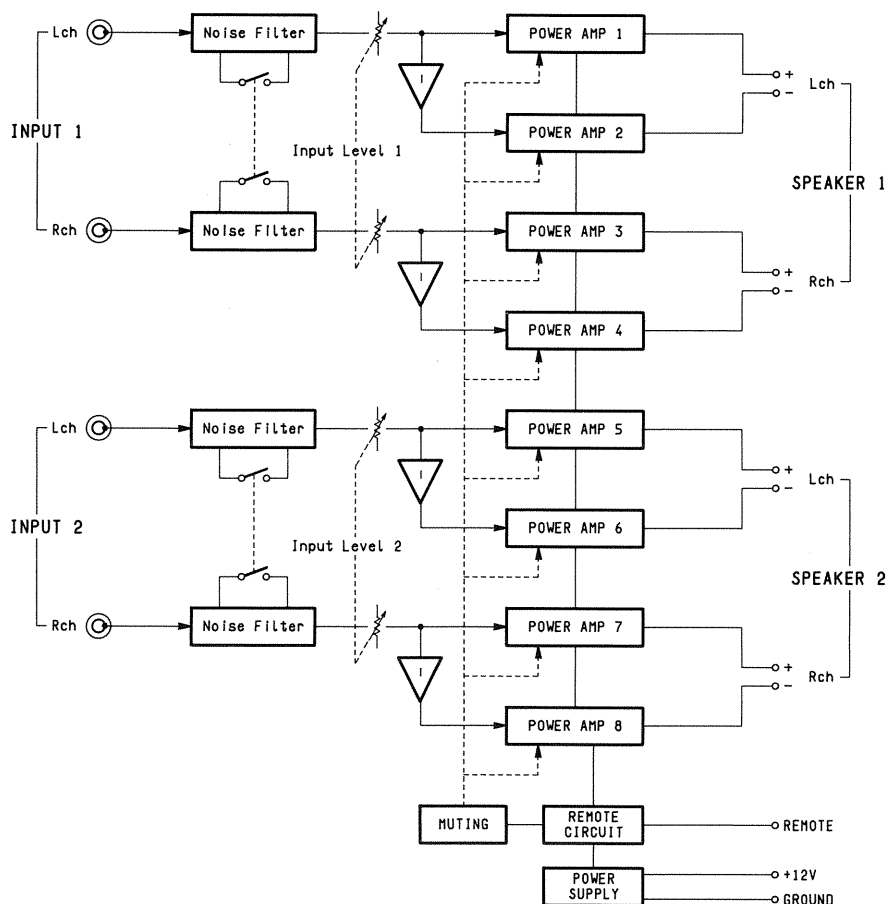 Lch
Noise Filter
POWER AMP 1
+
Lch
-
INPUT 1
Input Level 1
POWER AMP 2
SPEAKER 1
Rch
Noise Filter
POWER AMP 3
+
Rch
-
POWER AMP 4
Lch
Noise Filter
POWER AMP 5
+
Lch
-
INPUT 2
Input Level 2
POWER AMP 6
SPEAKER 2
Rch
Noise Filter
POWER AMP 7
+
Rch
-
POWER AMP 8
MUTING
REMOTE
CIRCUIT
REMOTE
POWER
SUPPLY
+12V
GROUND